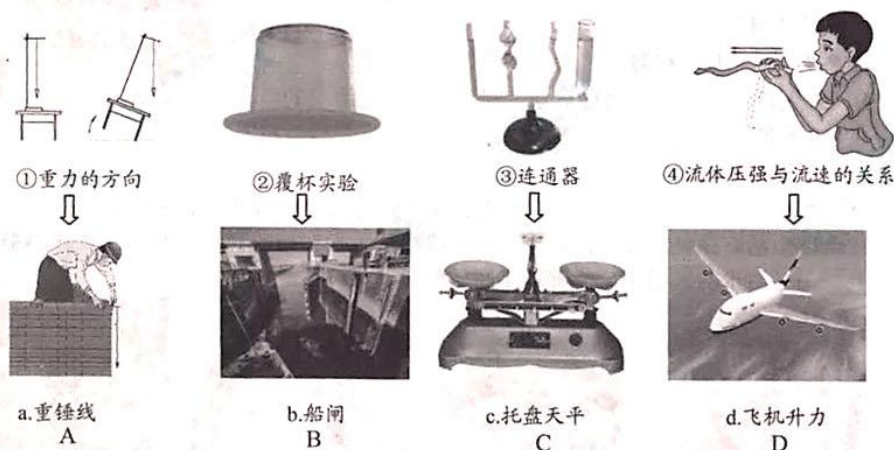 ①重力的方向
②覆杯实验
③连通器
④流体压强与流速的关系
a.重锤线
b.船闸
c.托盘天平
d.飞机升力
A
B
C
D